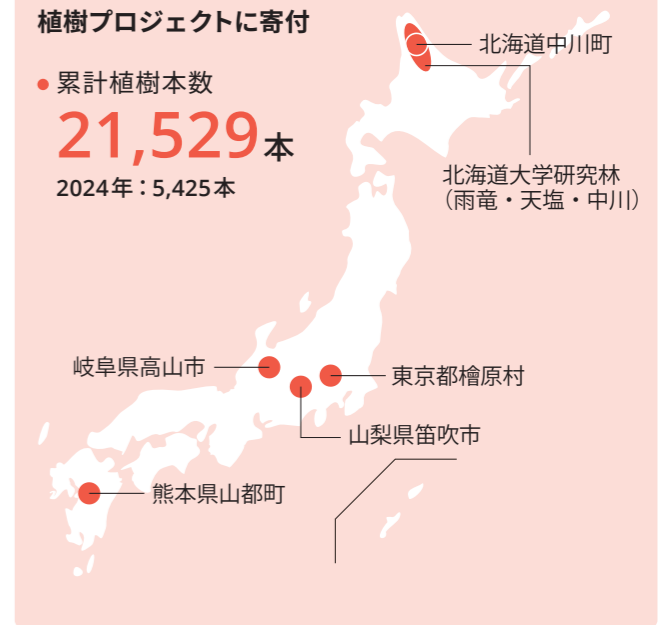 植樹プロジェクトに寄付
累計植樹本数
21,529本
2024年：5,425本
北海道中川町
北海道大学研究林
（雨竜・天塩・中川）
岐阜県高山市
東京都檜原村
山梨県笛吹市
熊本県山都町